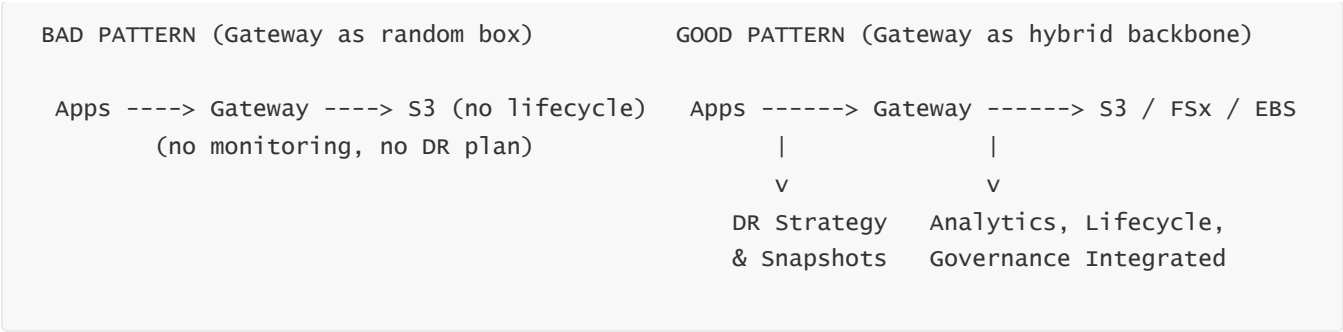 BAD PATTERN (Gateway as random box)                GOOD PATTERN (Gateway as hybrid backbone)
 Apps ----> Gateway ----> S3 (no lifecycle)   Apps ------> Gateway ------> S3 / FSx / EBS
        (no monitoring, no DR plan)                 |              |
                                                    v              v
                                                 DR Strategy   Analytics, Lifecycle,
                                                 & Snapshots   Governance Integrated